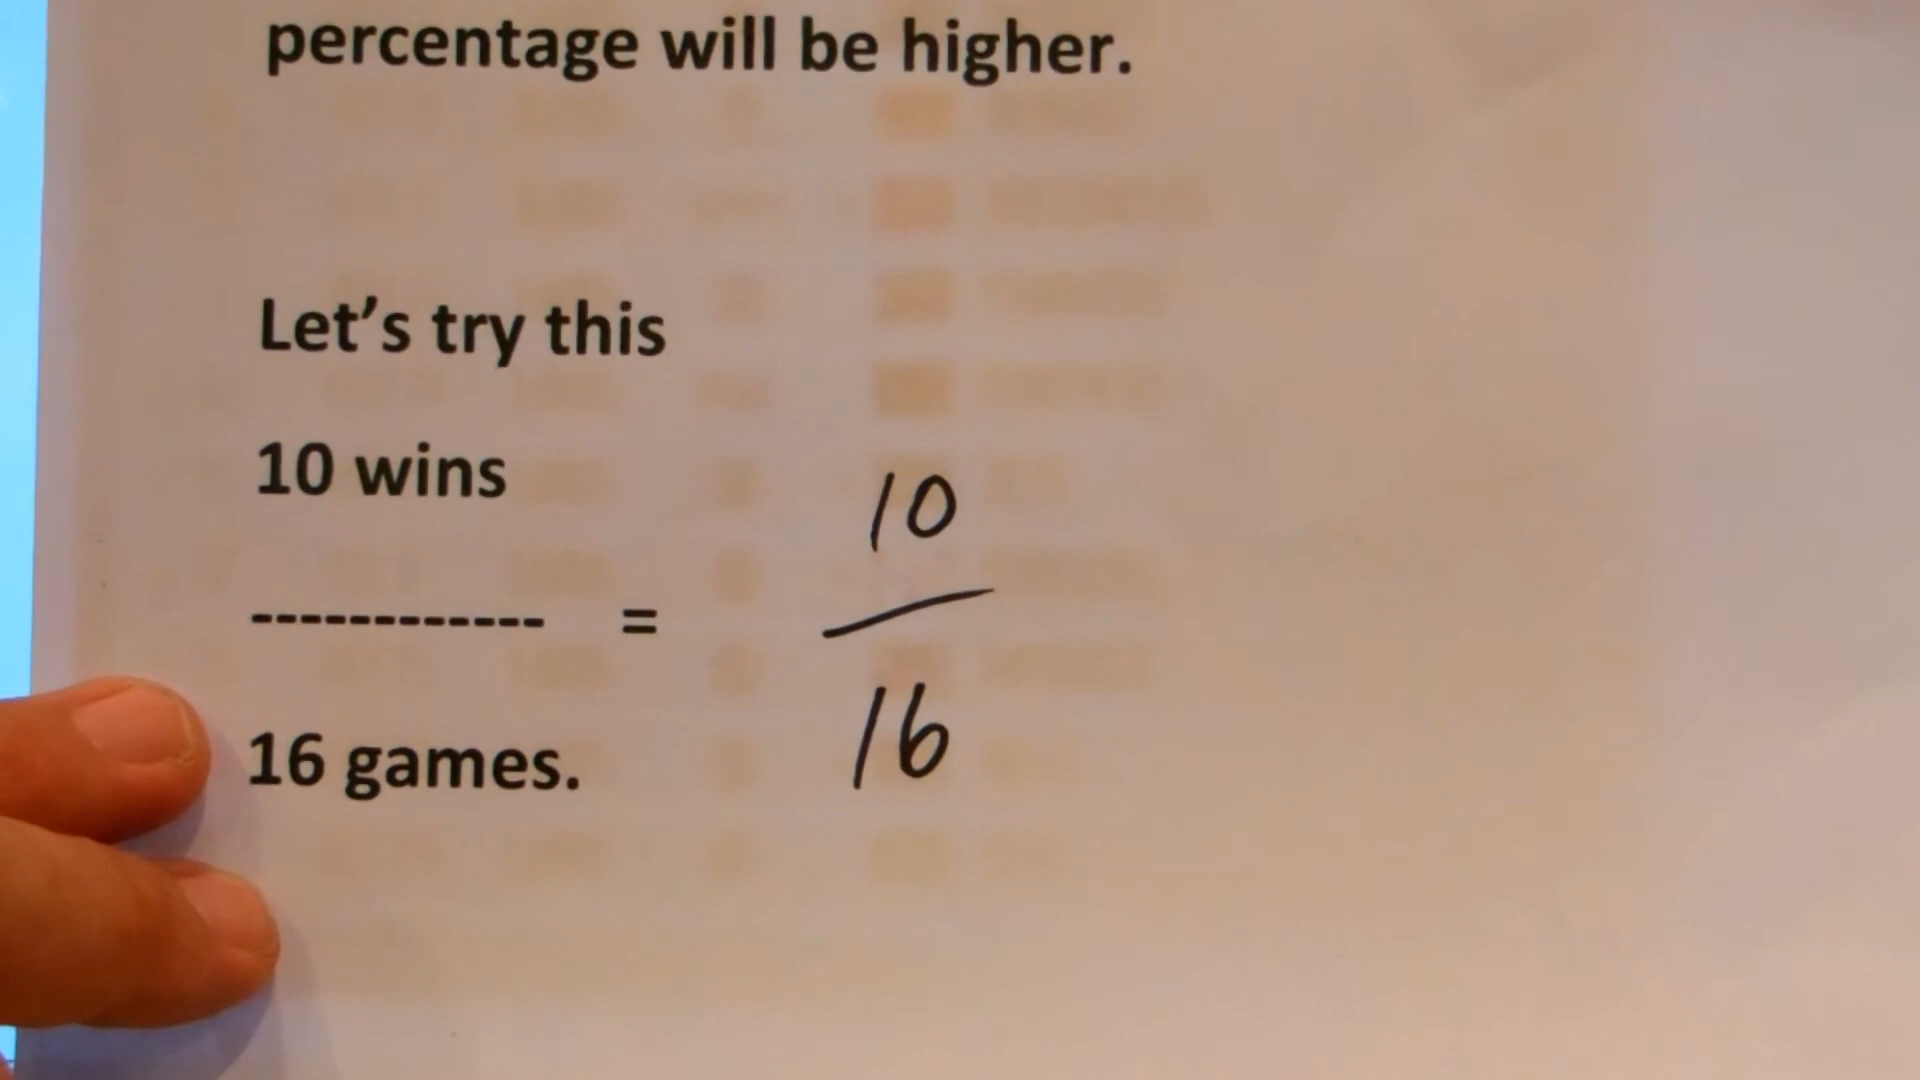 percentage will be higher.
Let's try this
10 wins
------------ =
16 games.
10
16